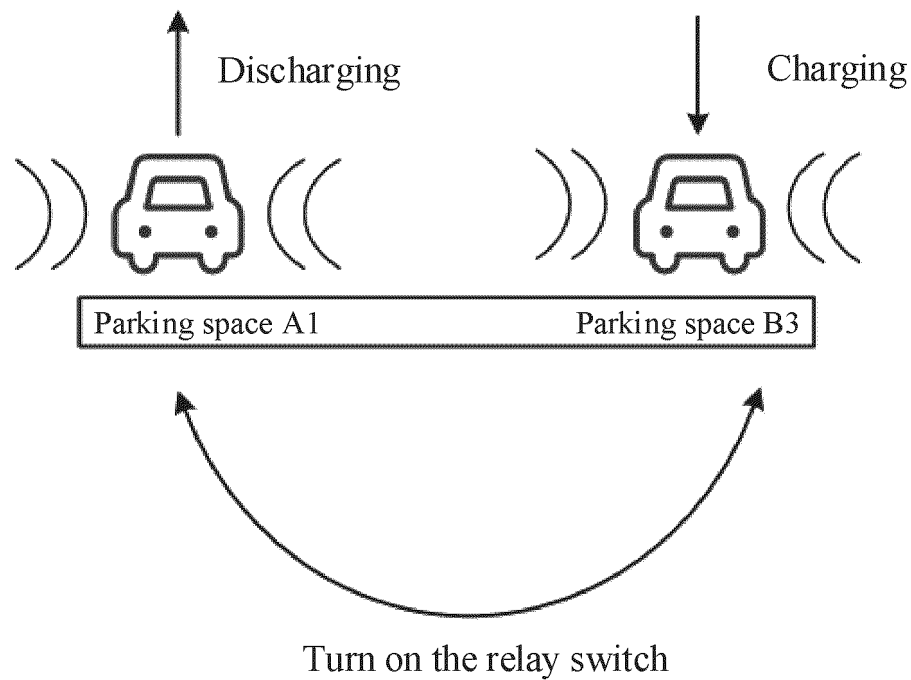 Discharging
Charging
Parking space A1
Parking space B3
Turn on the relay switch